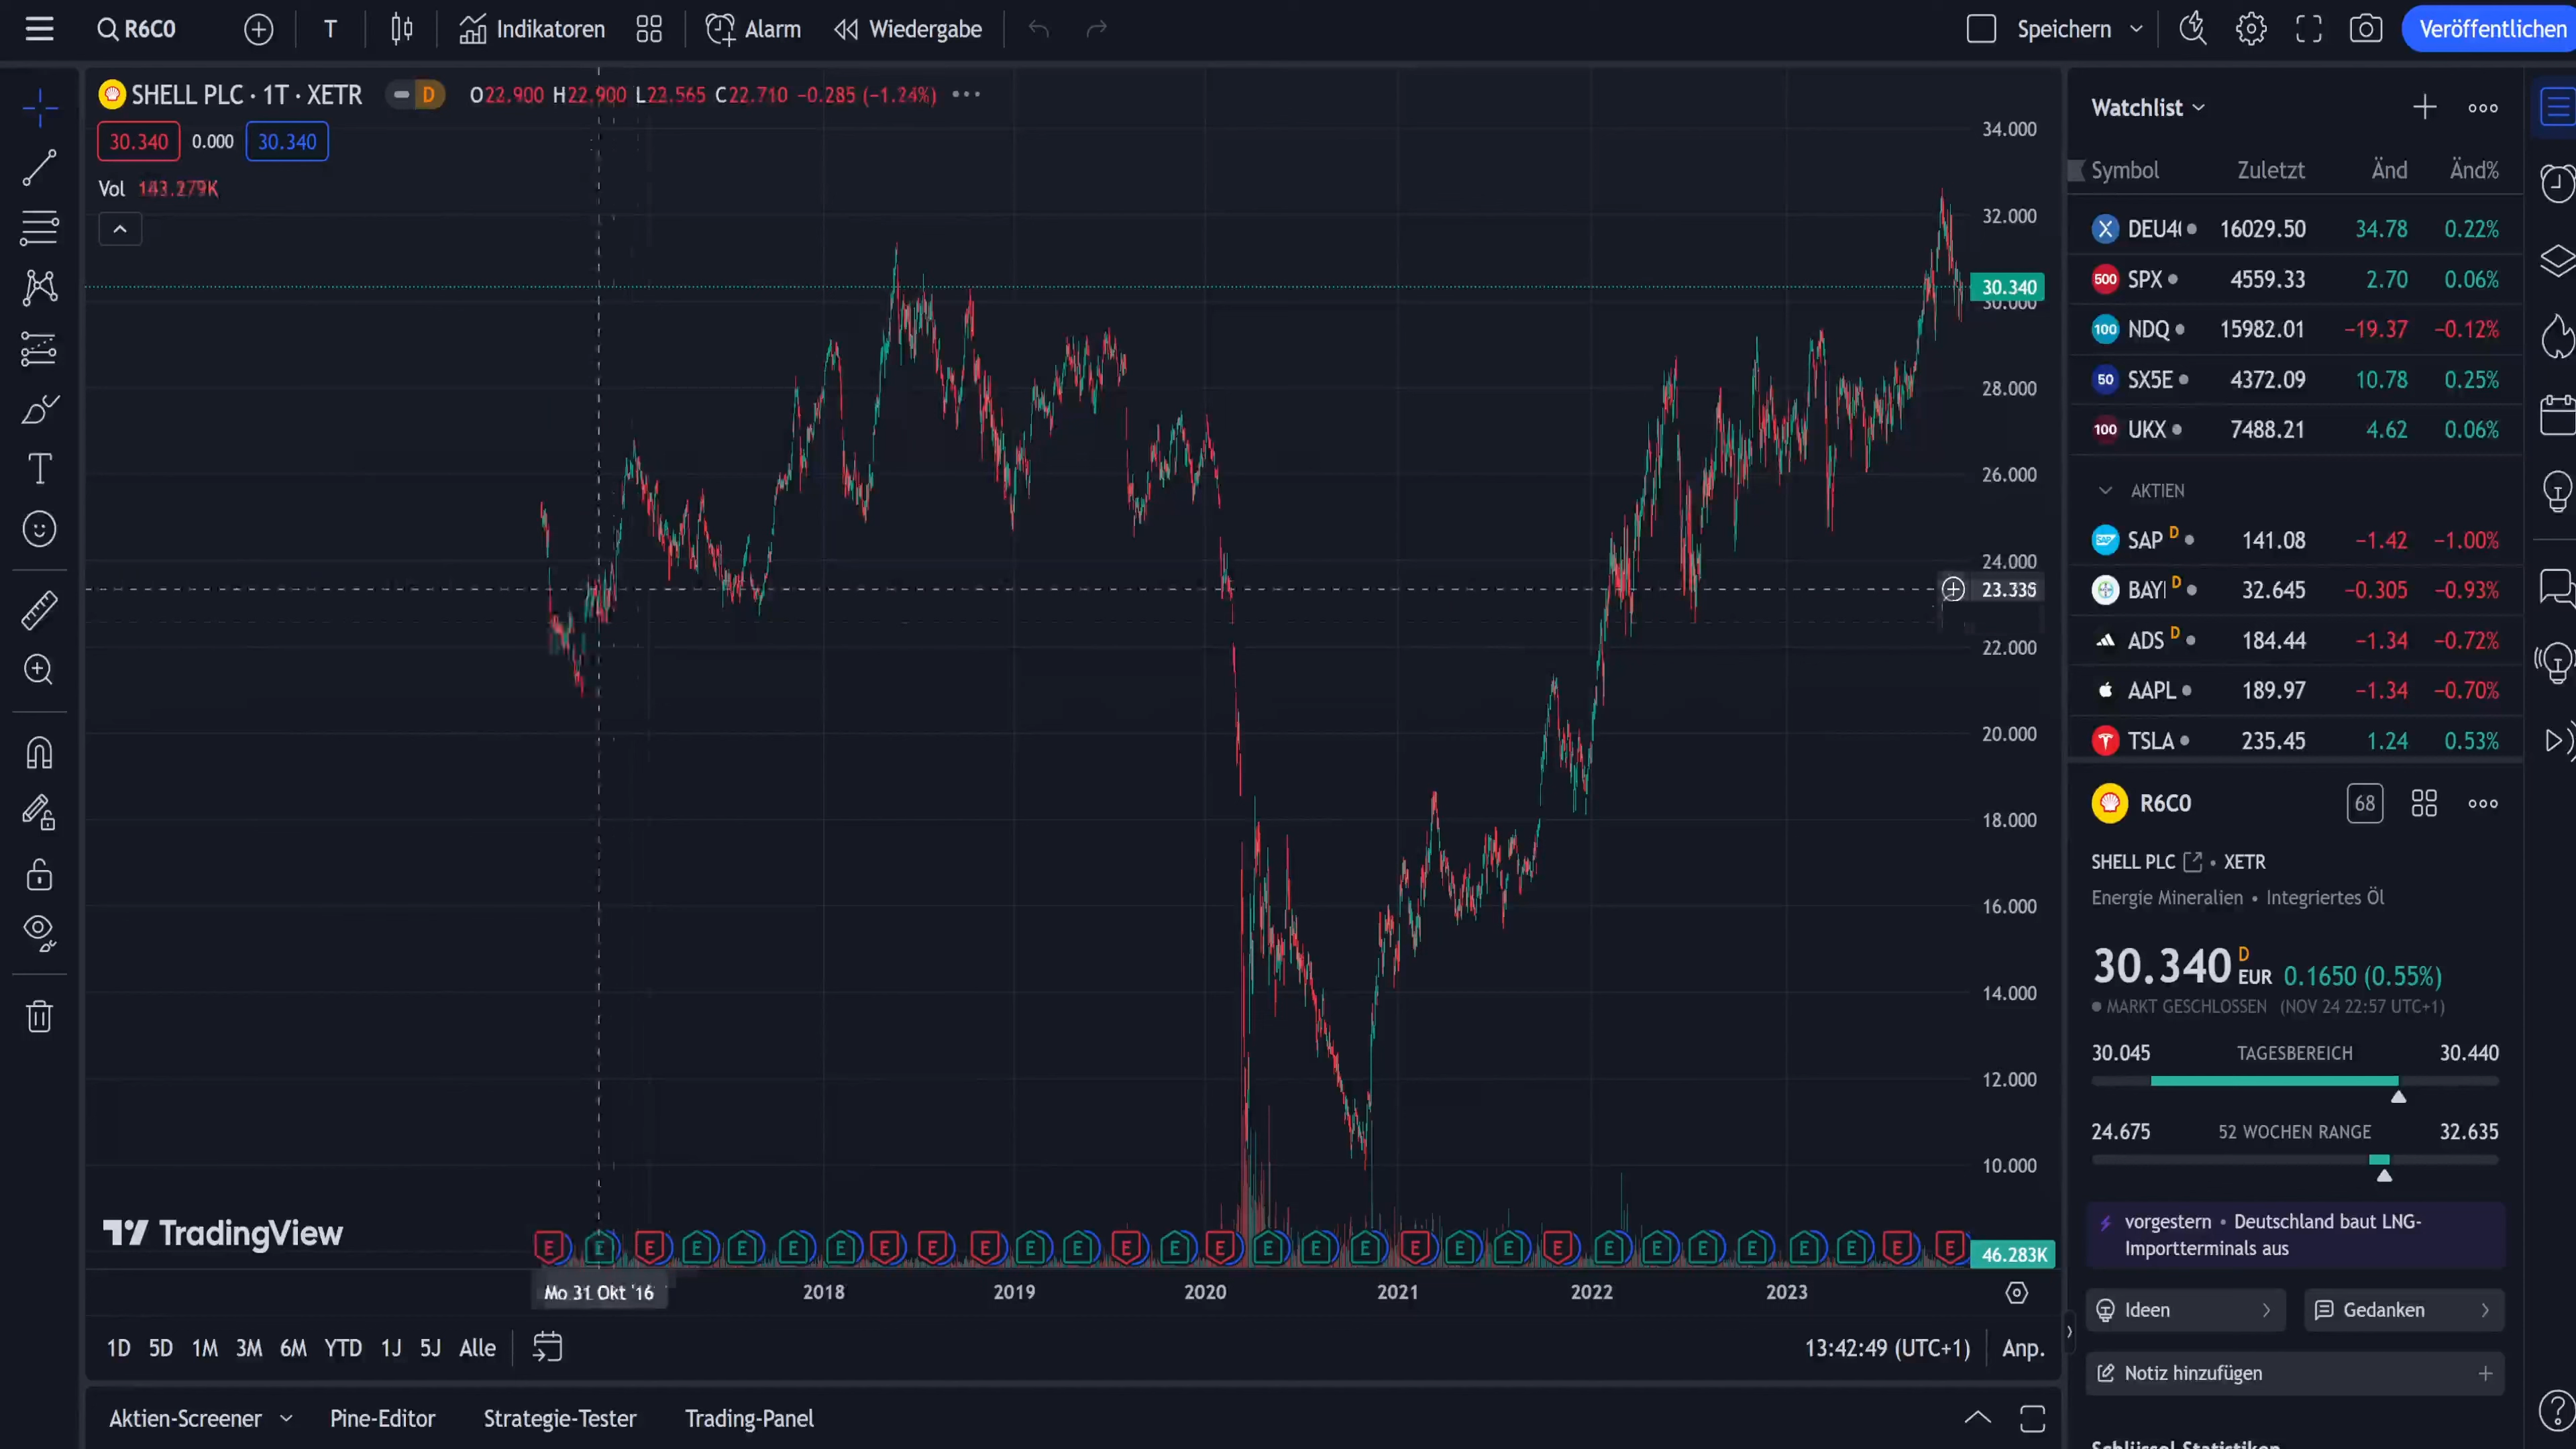 R6C0 T Indikatoren Alarm Wiedergabe Speichern Veröffentlichen
SHELL PLC · 1T · XETR D O22.900 H22.900 L22.565 C22.710 −0.285 (−1.24%)
30.340 0.000 30.340
Vol 143.279K
34.000
32.000
30.340
30.000
28.000
26.000
24.000
23.335
22.000
20.000
18.000
16.000
14.000
12.000
10.000
46.283K
TradingView
E E E E E E E E E E E E E E E E E E E E E E E E E E E E E E
Mo 31 Okt '16 2018 2019 2020 2021 2022 2023
1D 5D 1M 3M 6M YTD 1J 5J Alle 13:42:49 (UTC+1) Anp.
Aktien-Screener Pine-Editor Strategie-Tester Trading-Panel
Watchlist
Symbol Zuletzt Änd Änd%
DEU4 16029.50 34.78 0.22%
500 SPX 4559.33 2.70 0.06%
100 NDQ 15982.01 −19.37 −0.12%
50 SX5E 4372.09 10.78 0.25%
100 UKX 7488.21 4.62 0.06%
AKTIEN
SAP D 141.08 −1.42 −1.00%
BAY D 32.645 −0.305 −0.93%
ADS D 184.44 −1.34 −0.72%
AAPL 189.97 −1.34 −0.70%
TSLA 235.45 1.24 0.53%
R6C0 68
SHELL PLC • XETR
Energie Mineralien • Integriertes Öl
30.340 D EUR 0.1650 (0.55%)
MARKT GESCHLOSSEN (NOV 24 22:57 UTC+1)
30.045 TAGESBEREICH 30.440
24.675 52 WOCHEN RANGE 32.635
vorgestern • Deutschland baut LNG-
Importterminals aus
Ideen Gedanken
Notiz hinzufügen